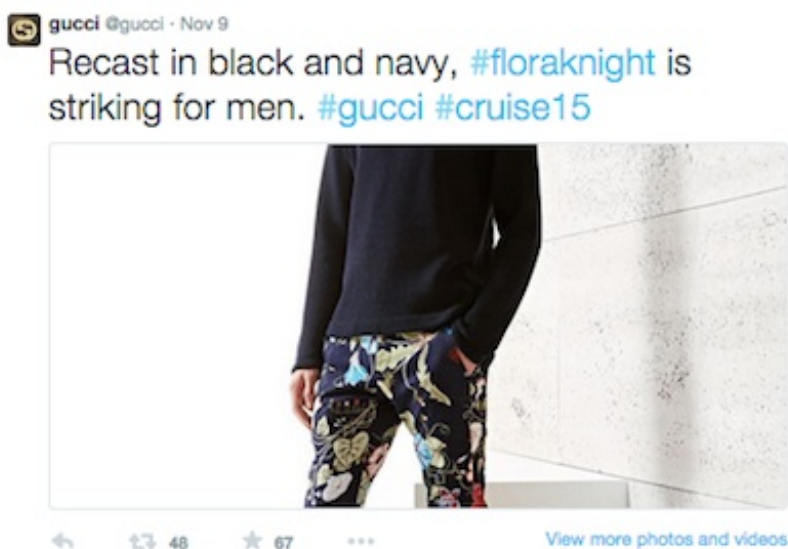 gucci @gucci · Nov 9
Recast in black and navy, #floraknight is
striking for men. #gucci #cruise15
48 67 View more photos and videos